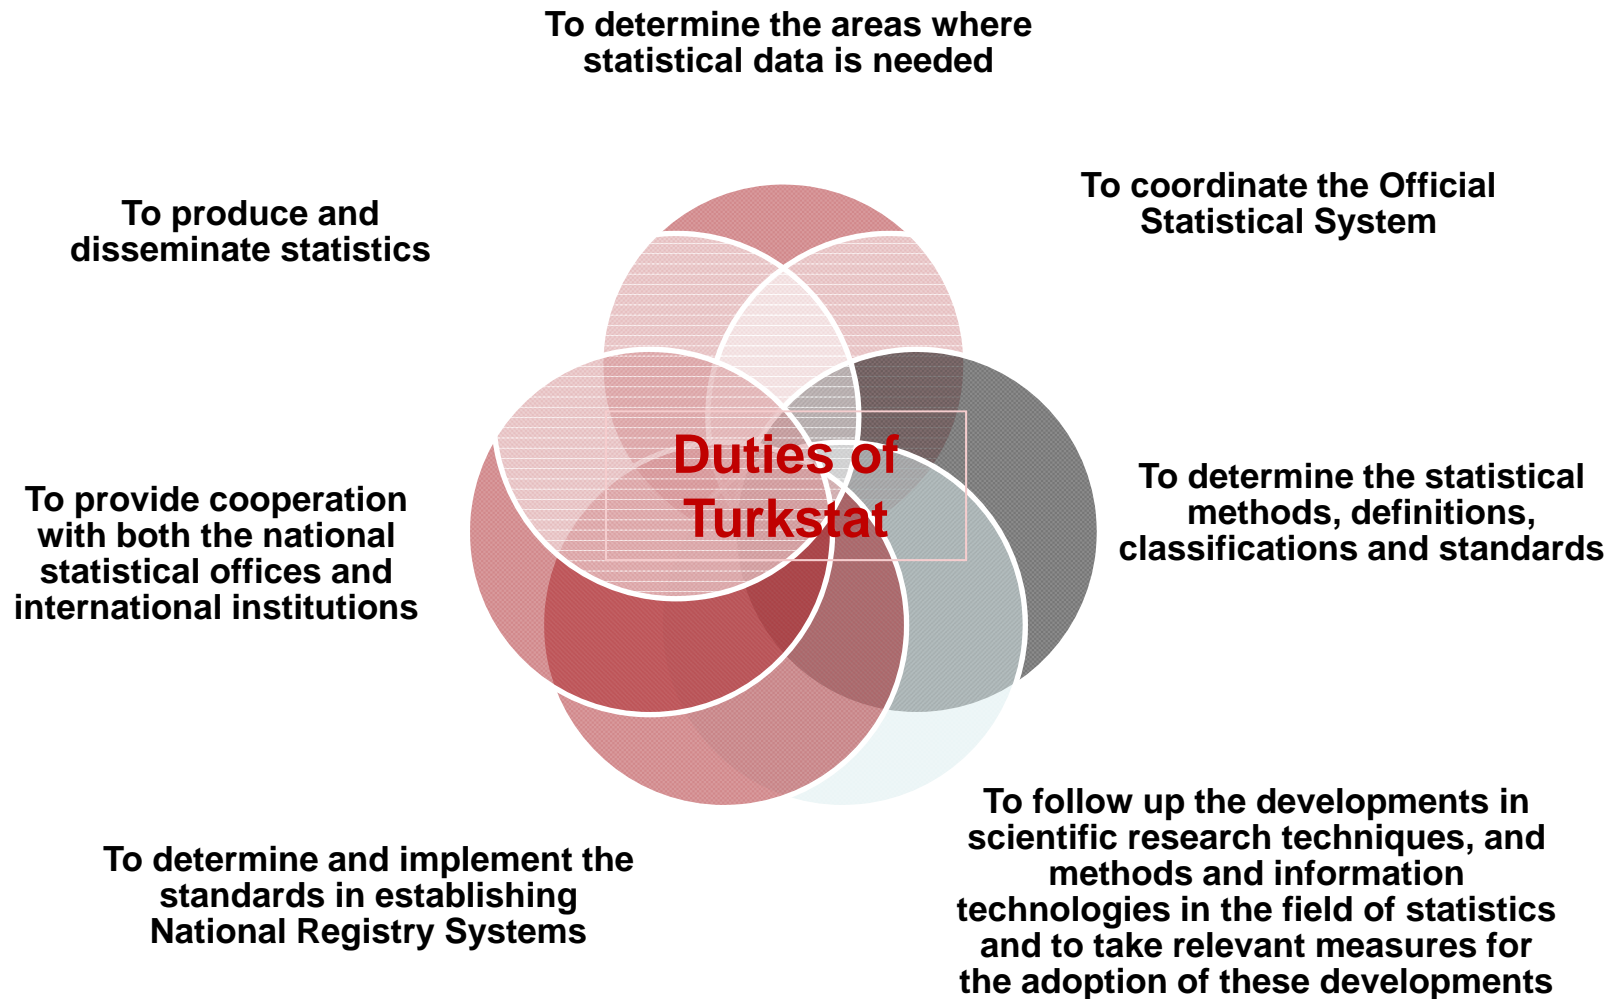 To determine the areas where
statistical data is needed
To coordinate the Official
Statistical System
To produce and
disseminate statistics
Duties of
Turkstat
To determine the statistical
methods, definitions,
classifications and standards
To provide cooperation
with both the national
statistical offices and
international institutions
To follow up the developments in
scientific research techniques, and
methods and information
technologies in the field of statistics
and to take relevant measures for
the adoption of these developments
To determine and implement the
standards in establishing
National Registry Systems